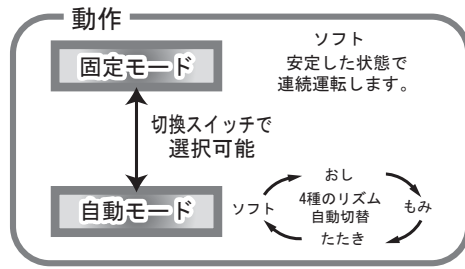 動作
固定モード
ソフト
安定した状態で
連続運転します。
切換スイッチで
選択可能
自動モード
ソフト
おし
4種のリズム
自動切替
もみ
たたき